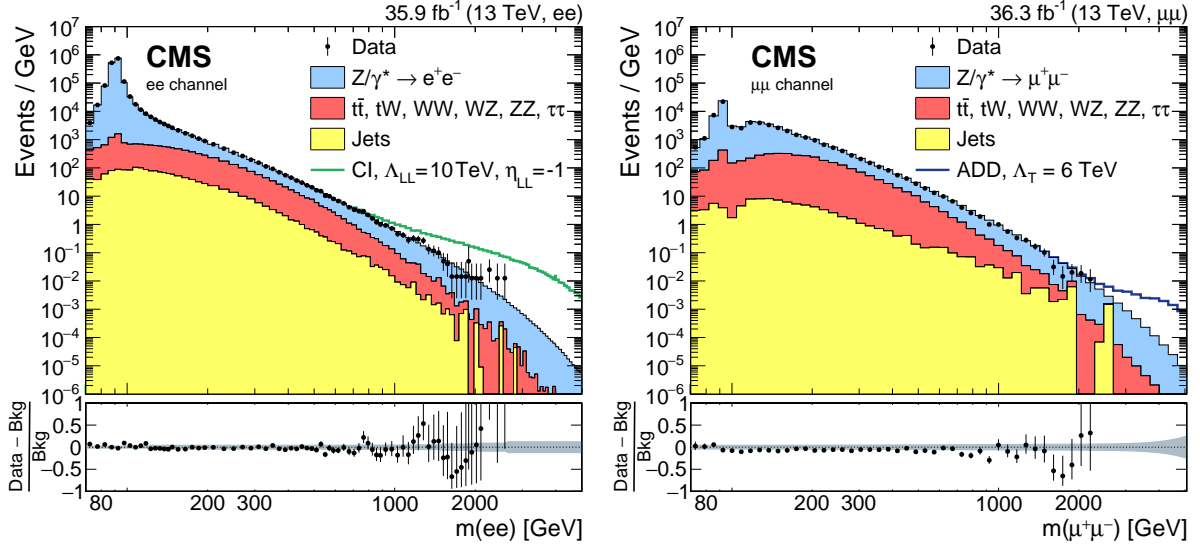 35.9 fb⁻¹ (13 TeV, ee)
Events / GeV
10⁷
10⁶
10⁵
10⁴
10³
10²
10
1
10⁻¹
10⁻²
10⁻³
10⁻⁴
10⁻⁵
10⁻⁶
CMS
ee channel
Data
Z/γ* → e⁺e⁻
tt̄, tW, WW, WZ, ZZ, ττ
Jets
CI, Λ_LL = 10 TeV, η_LL = -1
Data − Bkg
Bkg
1
0.5
0
−0.5
−1
80 200 300 1000 2000
m(ee) [GeV]
36.3 fb⁻¹ (13 TeV, μμ)
Events / GeV
10⁷
10⁶
10⁵
10⁴
10³
10²
10
1
10⁻¹
10⁻²
10⁻³
10⁻⁴
10⁻⁵
10⁻⁶
CMS
μμ channel
Data
Z/γ* → μ⁺μ⁻
tt̄, tW, WW, WZ, ZZ, ττ
Jets
ADD, Λ_T = 6 TeV
Data − Bkg
Bkg
1
0.5
0
−0.5
−1
80 200 300 1000 2000
m(μ⁺μ⁻) [GeV]